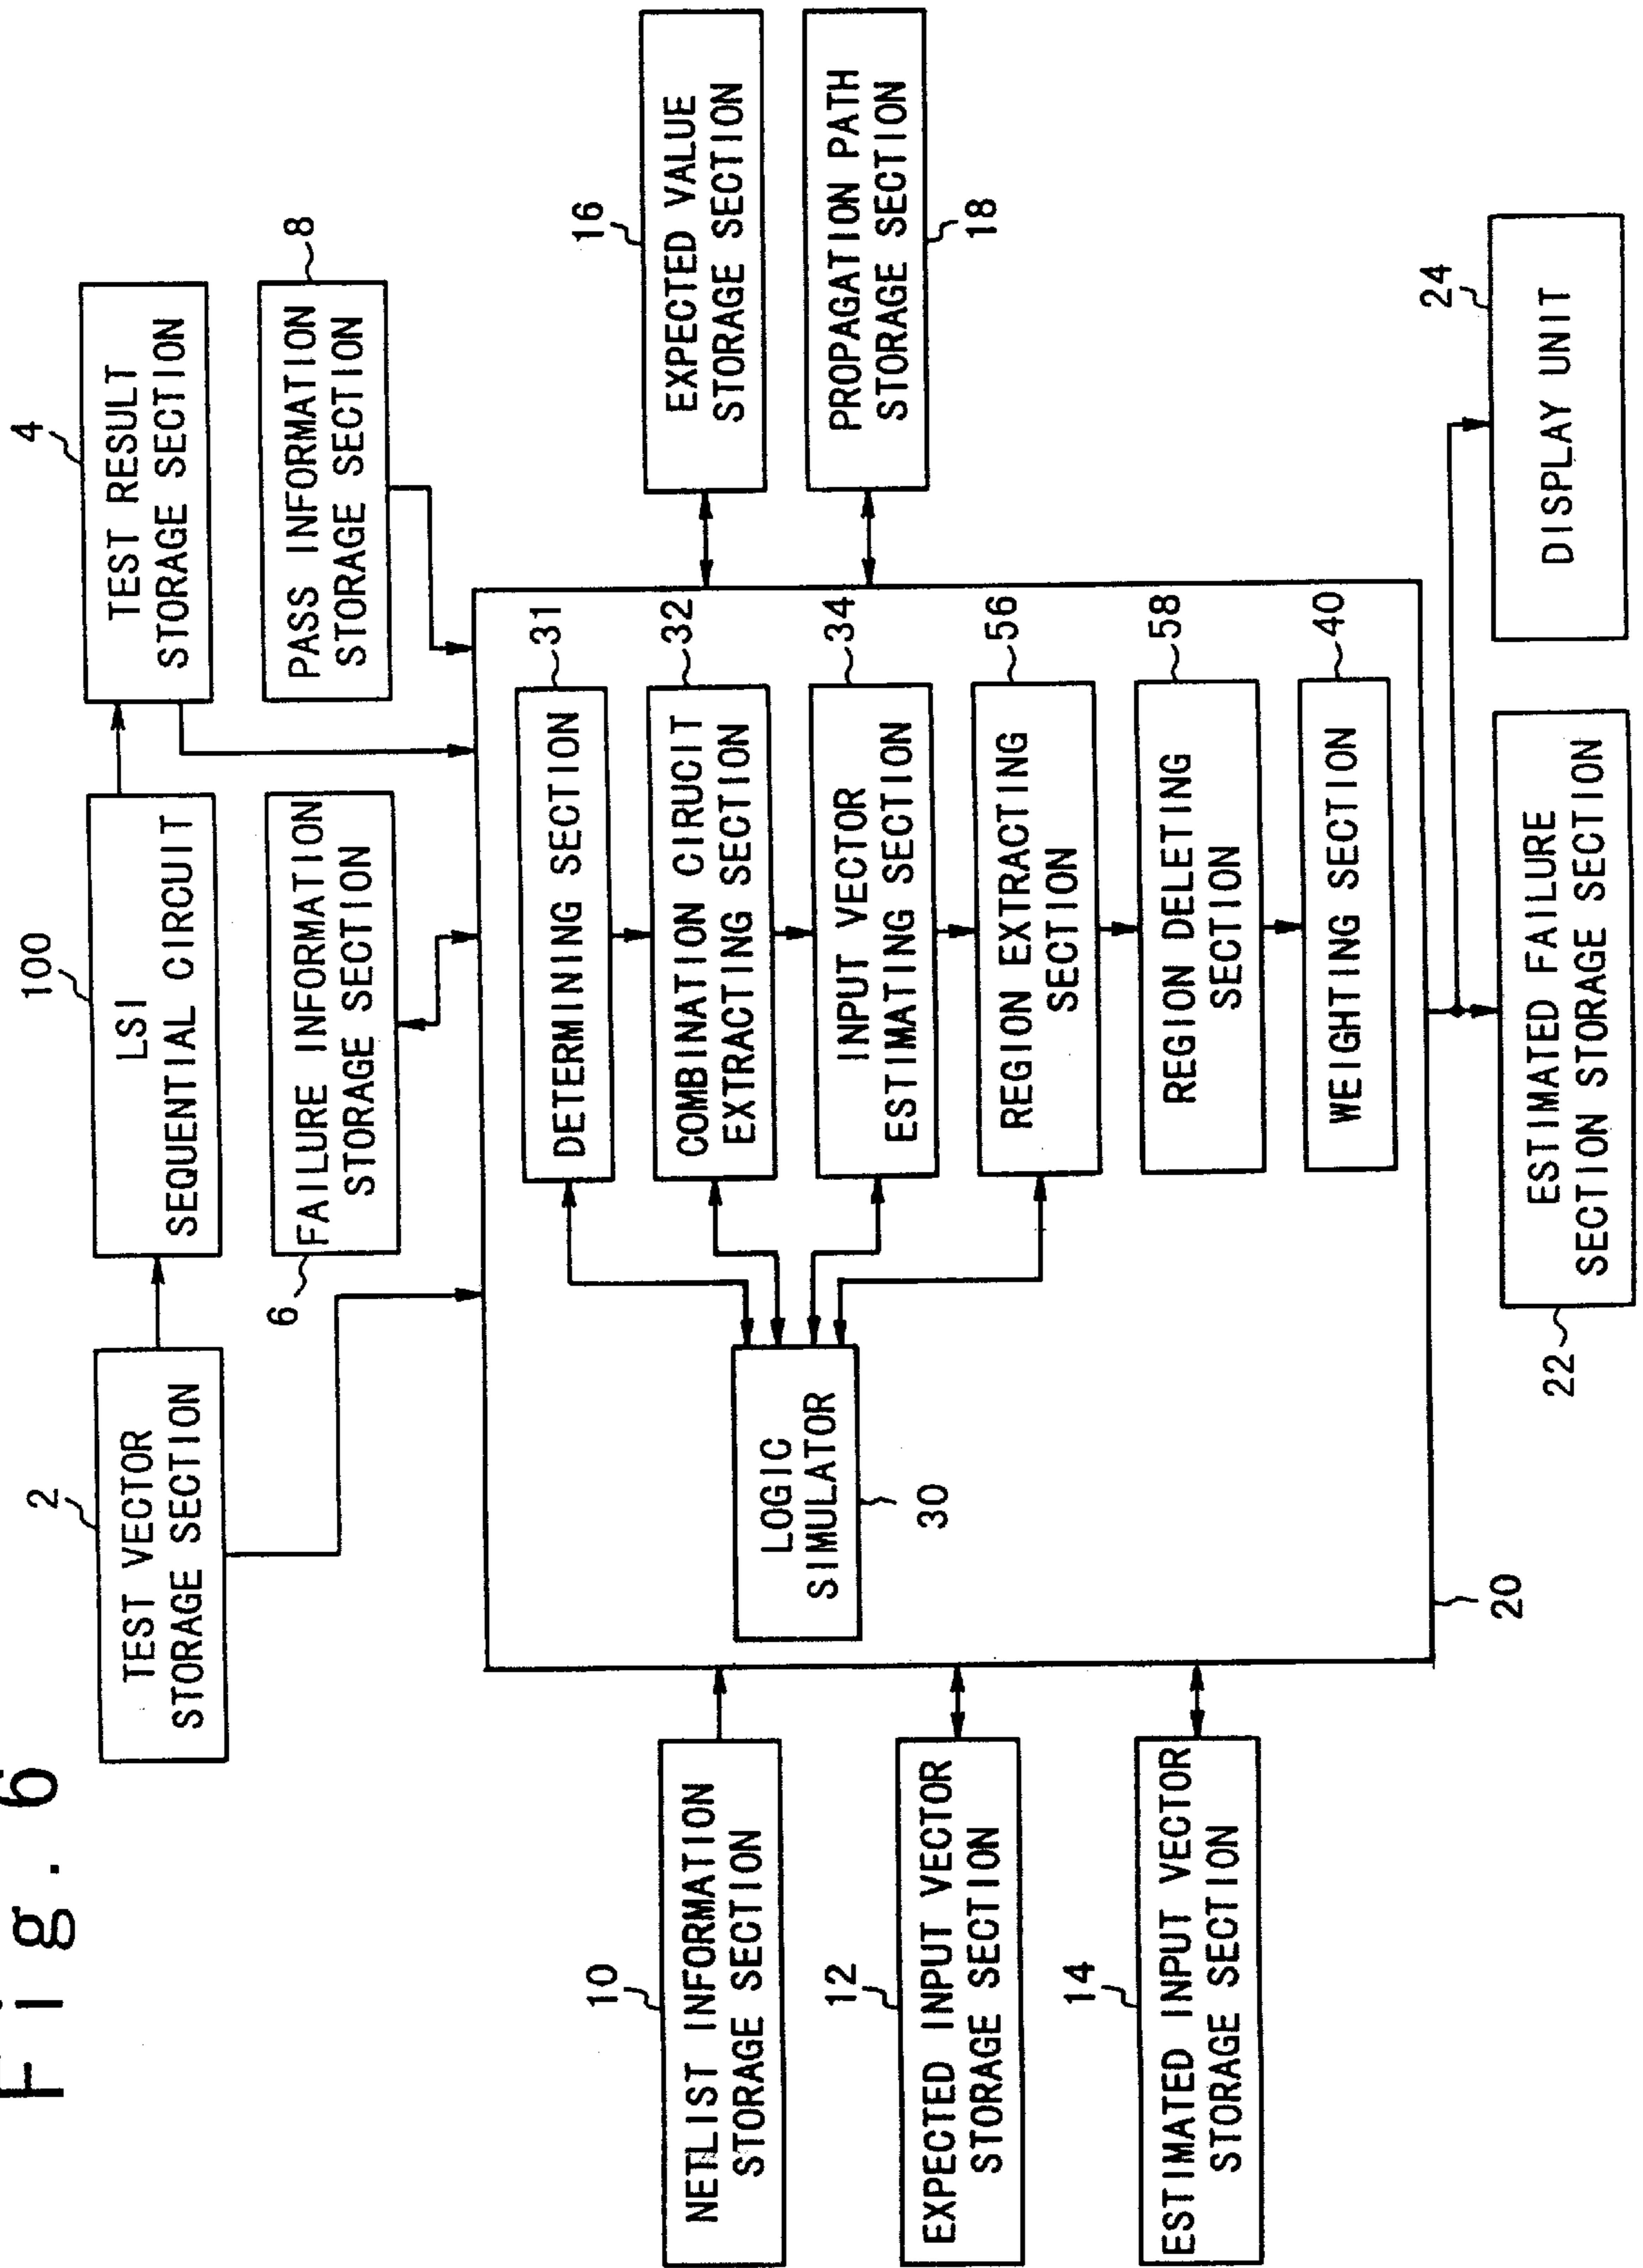 Fig. 6
2
TEST VECTOR
STORAGE SECTION
100
LSI
SEQUENTIAL CIRCUIT
4
TEST RESULT
STORAGE SECTION
6
FAILURE INFORMATION
STORAGE SECTION
8
PASS INFORMATION
STORAGE SECTION
10
NETLIST INFORMATION
STORAGE SECTION
12
EXPECTED INPUT VECTOR
STORAGE SECTION
14
ESTIMATED INPUT VECTOR
STORAGE SECTION
LOGIC
SIMULATOR
30
DETERMINING SECTION
31
COMBINATION CIRUCIT
EXTRACTING SECTION
32
INPUT VECTOR
ESTIMATING SECTION
34
REGION EXTRACTING
SECTION
56
REGION DELETING
SECTION
58
WEIGHTING SECTION
40
20
16
EXPECTED VALUE
STORAGE SECTION
PROPAGATION PATH
STORAGE SECTION
18
22
ESTIMATED FAILURE
SECTION STORAGE SECTION
24
DISPLAY UNIT